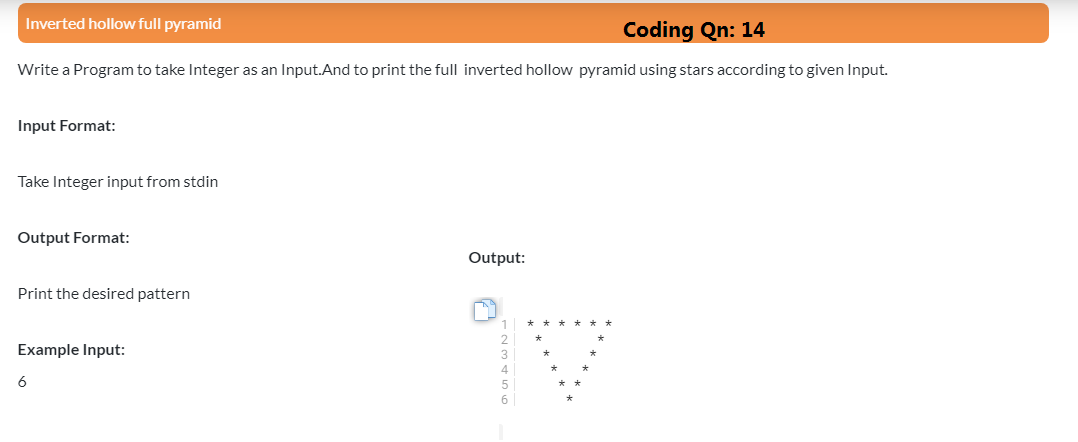 Inverted hollow full pyramid
Coding Qn: 14
Write a Program to take Integer as an Input.And to print the full inverted hollow pyramid using stars according to given Input.
Input Format:
Take Integer input from stdin
Output Format:
Print the desired pattern
Example Input:
6
Output:
1 * * * * * *
2  *       *
3   *     *
4    *   *
5     * *
6      *